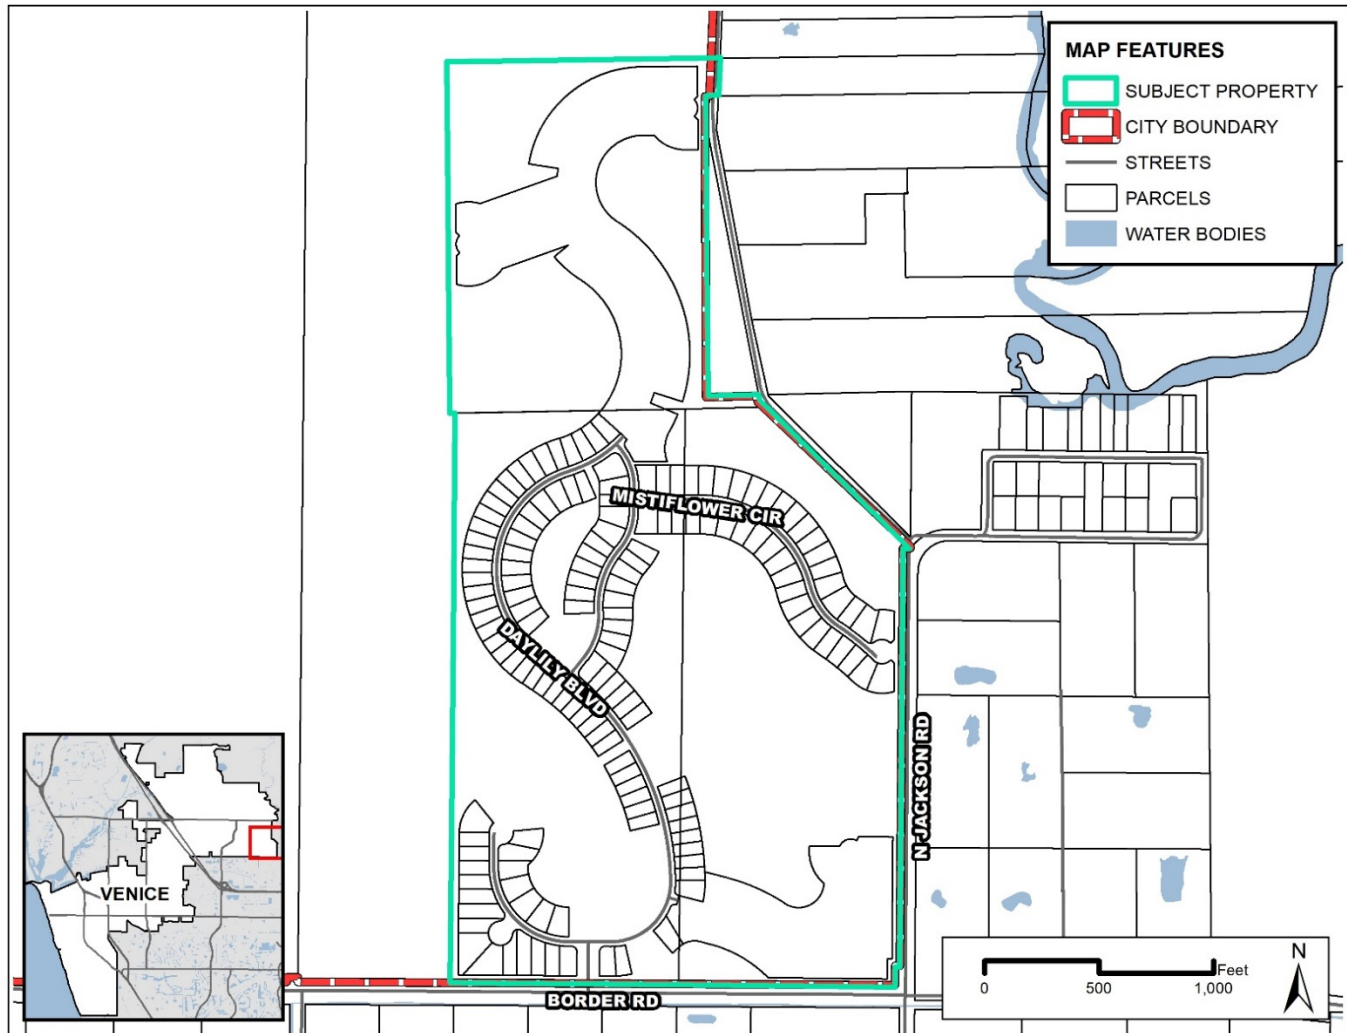 MAP FEATURES
SUBJECT PROPERTY
CITY BOUNDARY
STREETS
PARCELS
WATER BODIES
MISTIFLOWER CIR
DAYLILY BLVD
N JACKSON RD
VENICE
BORDER RD
N
Feet
0 500 1,000